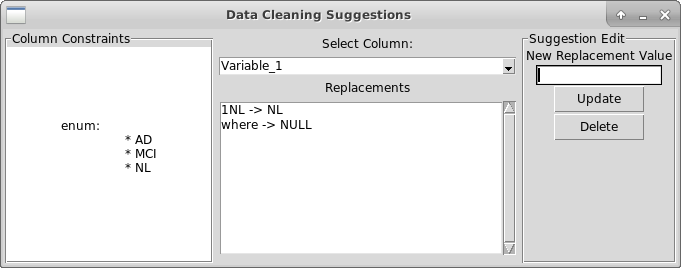 Data Cleaning Suggestions
Column Constraints
enum:
* AD
* MCI
* NL
Select Column:
Variable_1
Replacements
1NL -> NL
where -> NULL
Suggestion Edit
New Replacement Value
Update
Delete